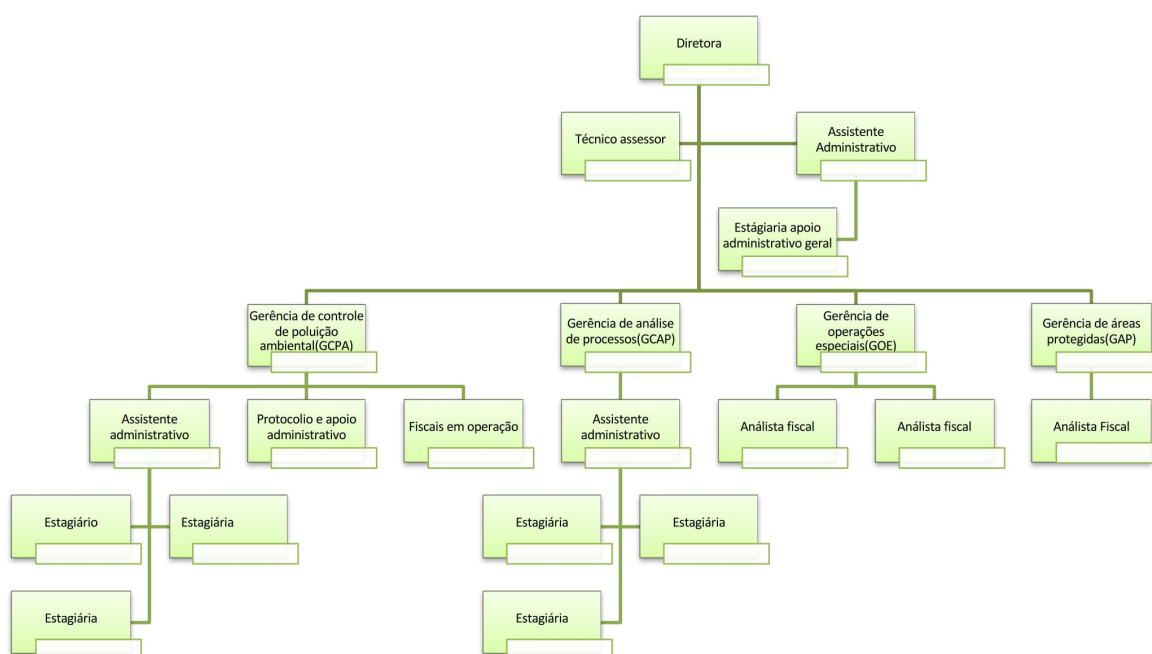 Diretora
Técnico assessor
Assistente
Administrativo
Estágiaria apoio
administrativo geral
Gerência de controle
de poluição
ambiental(GCPA)
Gerência de análise
de processos(GCAP)
Gerência de
operações
especiais(GOE)
Gerência de áreas
protegidas(GAP)
Assistente
administrativo
Protocolio e apoio
administrativo
Fiscais em operação
Assistente
administrativo
Análista fiscal
Análista fiscal
Análista Fiscal
Estagiário
Estagiária
Estagiária
Estagiária
Estagiária
Estagiária